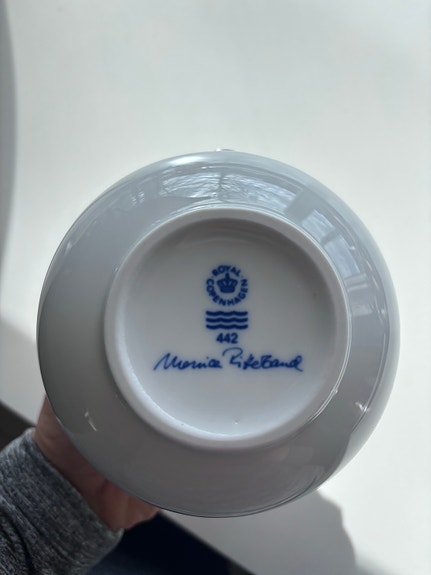 ROYAL
COPENHAGEN
442
Monica Ritterband